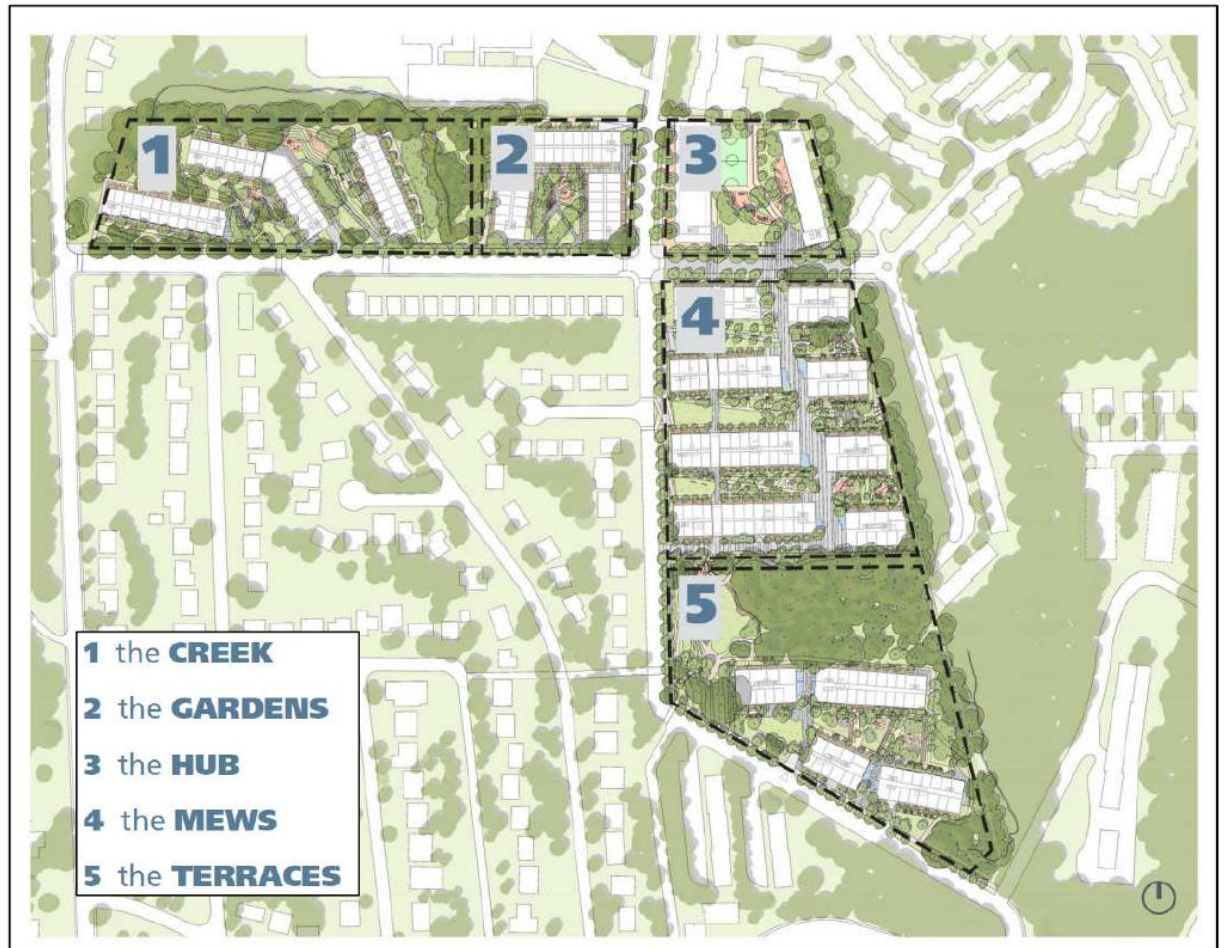 1
2
3
4
5
1 the CREEK
2 the GARDENS
3 the HUB
4 the MEWS
5 the TERRACES